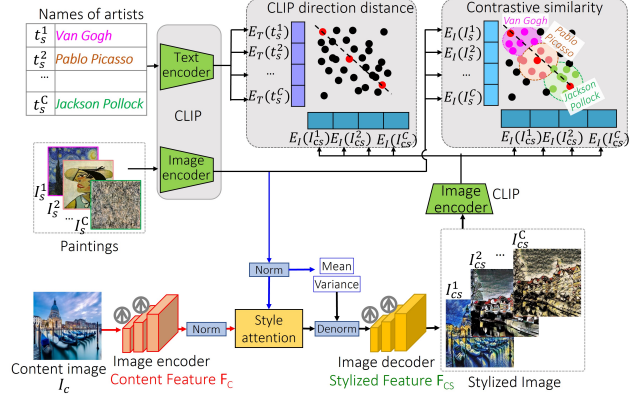 Names of artists
t_s^1 Van Gogh
t_s^2 Pablo Picasso
...
t_s^C Jackson Pollock
Text encoder
CLIP
Image encoder
I_s^1
I_s^2
...
I_s^C
Paintings
CLIP direction distance
E_T(t_s^1)
E_T(t_s^2)
...
E_T(t_s^C)
E_I(I_cs^1) E_I(I_cs^2) E_I(I_cs^C)
Contrastive similarity
E_I(I_s^1)
E_I(I_s^2)
...
E_I(I_s^C)
Van Gogh
Pablo
Picasso
Jackson
Pollock
E_I(I_cs^1) E_I(I_cs^2) E_I(I_cs^C)
Image encoder
CLIP
Norm
Mean
Variance
Content image
I_c
Image encoder
Content Feature F_C
Norm
Style attention
Denorm
Image decoder
Stylized Feature F_CS
I_cs^1
I_cs^2
...
I_cs^C
Stylized Image